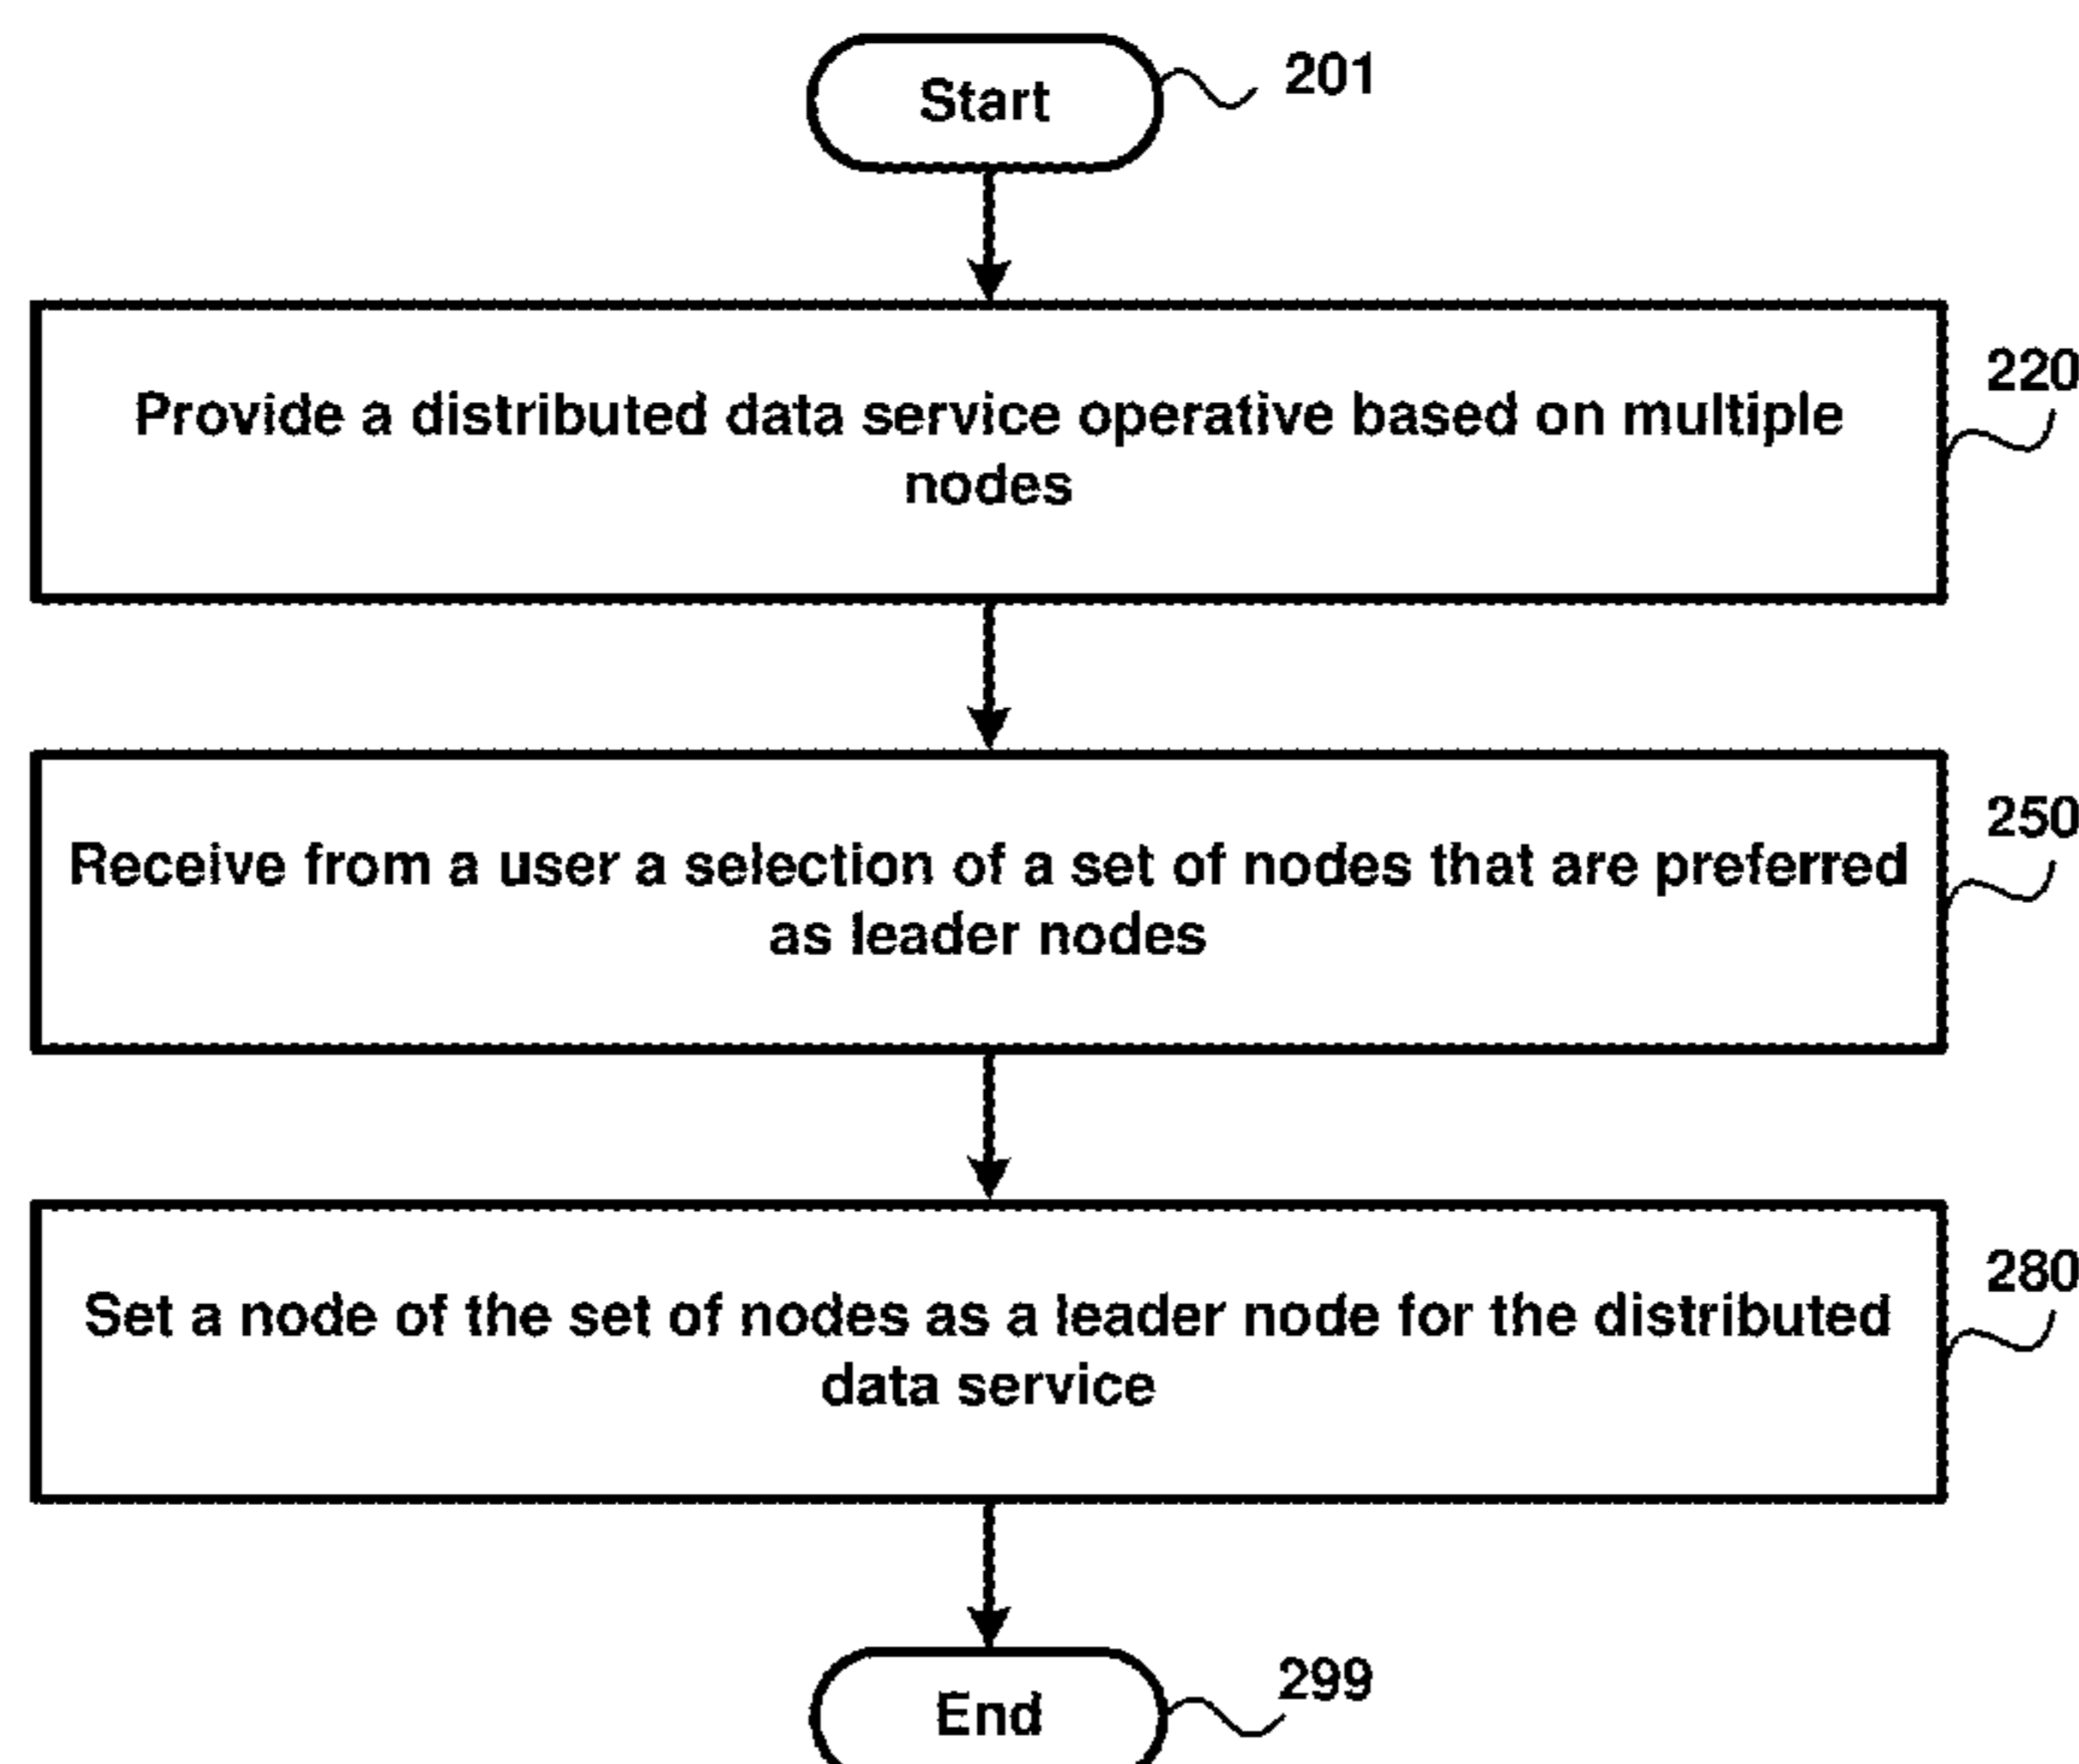 Start
201
220
Provide a distributed data service operative based on multiple
nodes
250
Receive from a user a selection of a set of nodes that are preferred
as leader nodes
280
Set a node of the set of nodes as a leader node for the distributed
data service
299
End